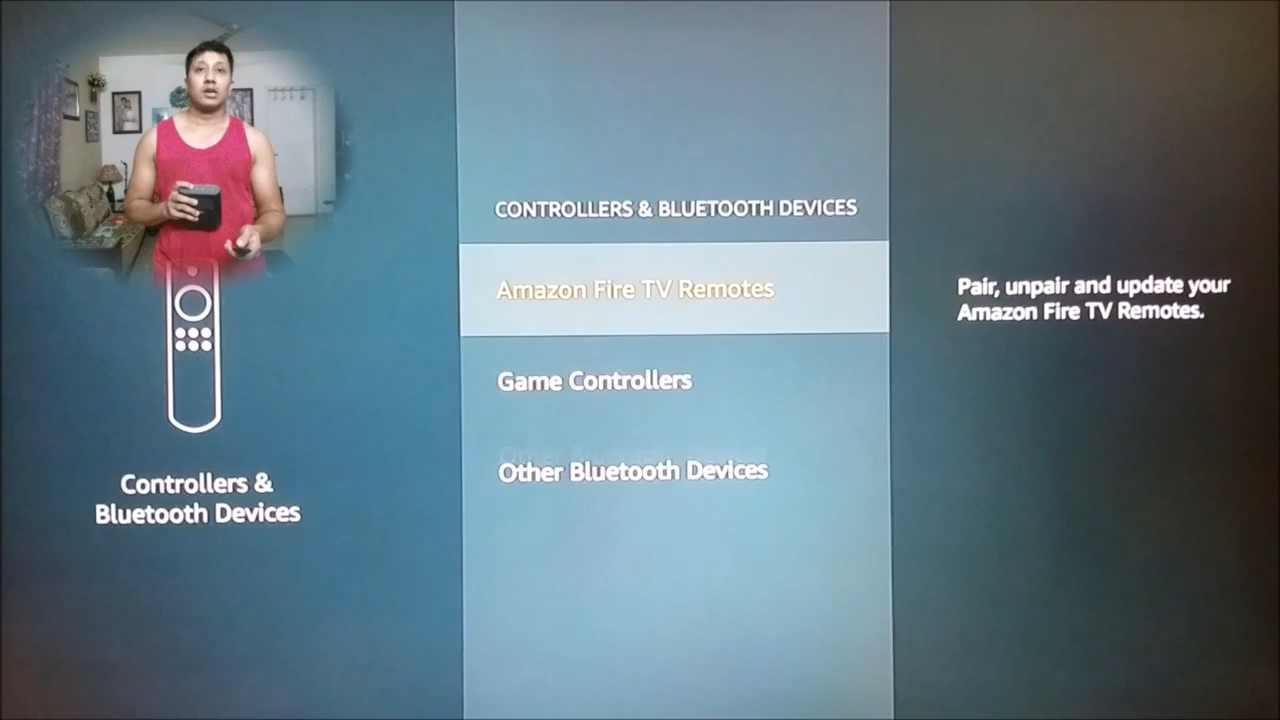 CONTROLLERS & BLUETOOTH DEVICES
Amazon Fire TV Remotes
Game Controllers
Other Bluetooth Devices
Controllers &
Bluetooth Devices
Pair, unpair and update your
Amazon Fire TV Remotes.